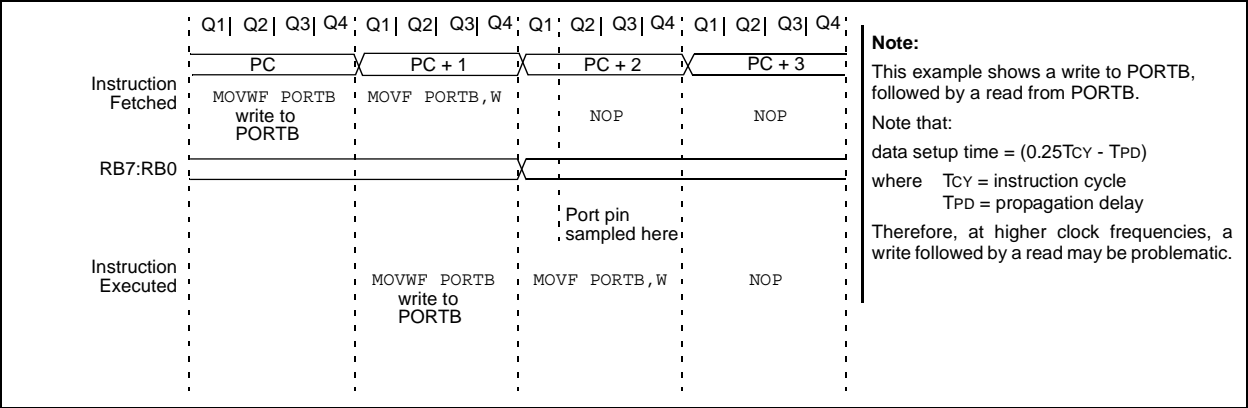 Q1| Q2| Q3| Q4 Q1| Q2| Q3| Q4 Q1 Q2| Q3| Q4 Q1| Q2| Q3| Q4
PC PC + 1 PC + 2 PC + 3
Instruction
Fetched
MOVWF PORTB
write to
PORTB
MOVF PORTB,W
NOP
NOP
RB7:RB0
Port pin
sampled here
Instruction
Executed
MOVWF PORTB
write to
PORTB
MOVF PORTB,W
NOP
Note:
This example shows a write to PORTB,
followed by a read from PORTB.
Note that:
data setup time = (0.25TCY - TPD)
where TCY = instruction cycle
TPD = propagation delay
Therefore, at higher clock frequencies, a
write followed by a read may be problematic.